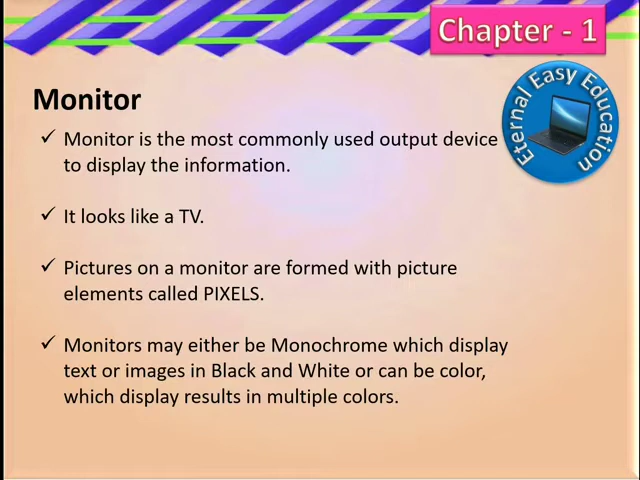 Chapter - 1
Eternal Easy Education
Monitor
✓ Monitor is the most commonly used output device
to display the information.
✓ It looks like a TV.
✓ Pictures on a monitor are formed with picture
elements called PIXELS.
✓ Monitors may either be Monochrome which display
text or images in Black and White or can be color,
which display results in multiple colors.